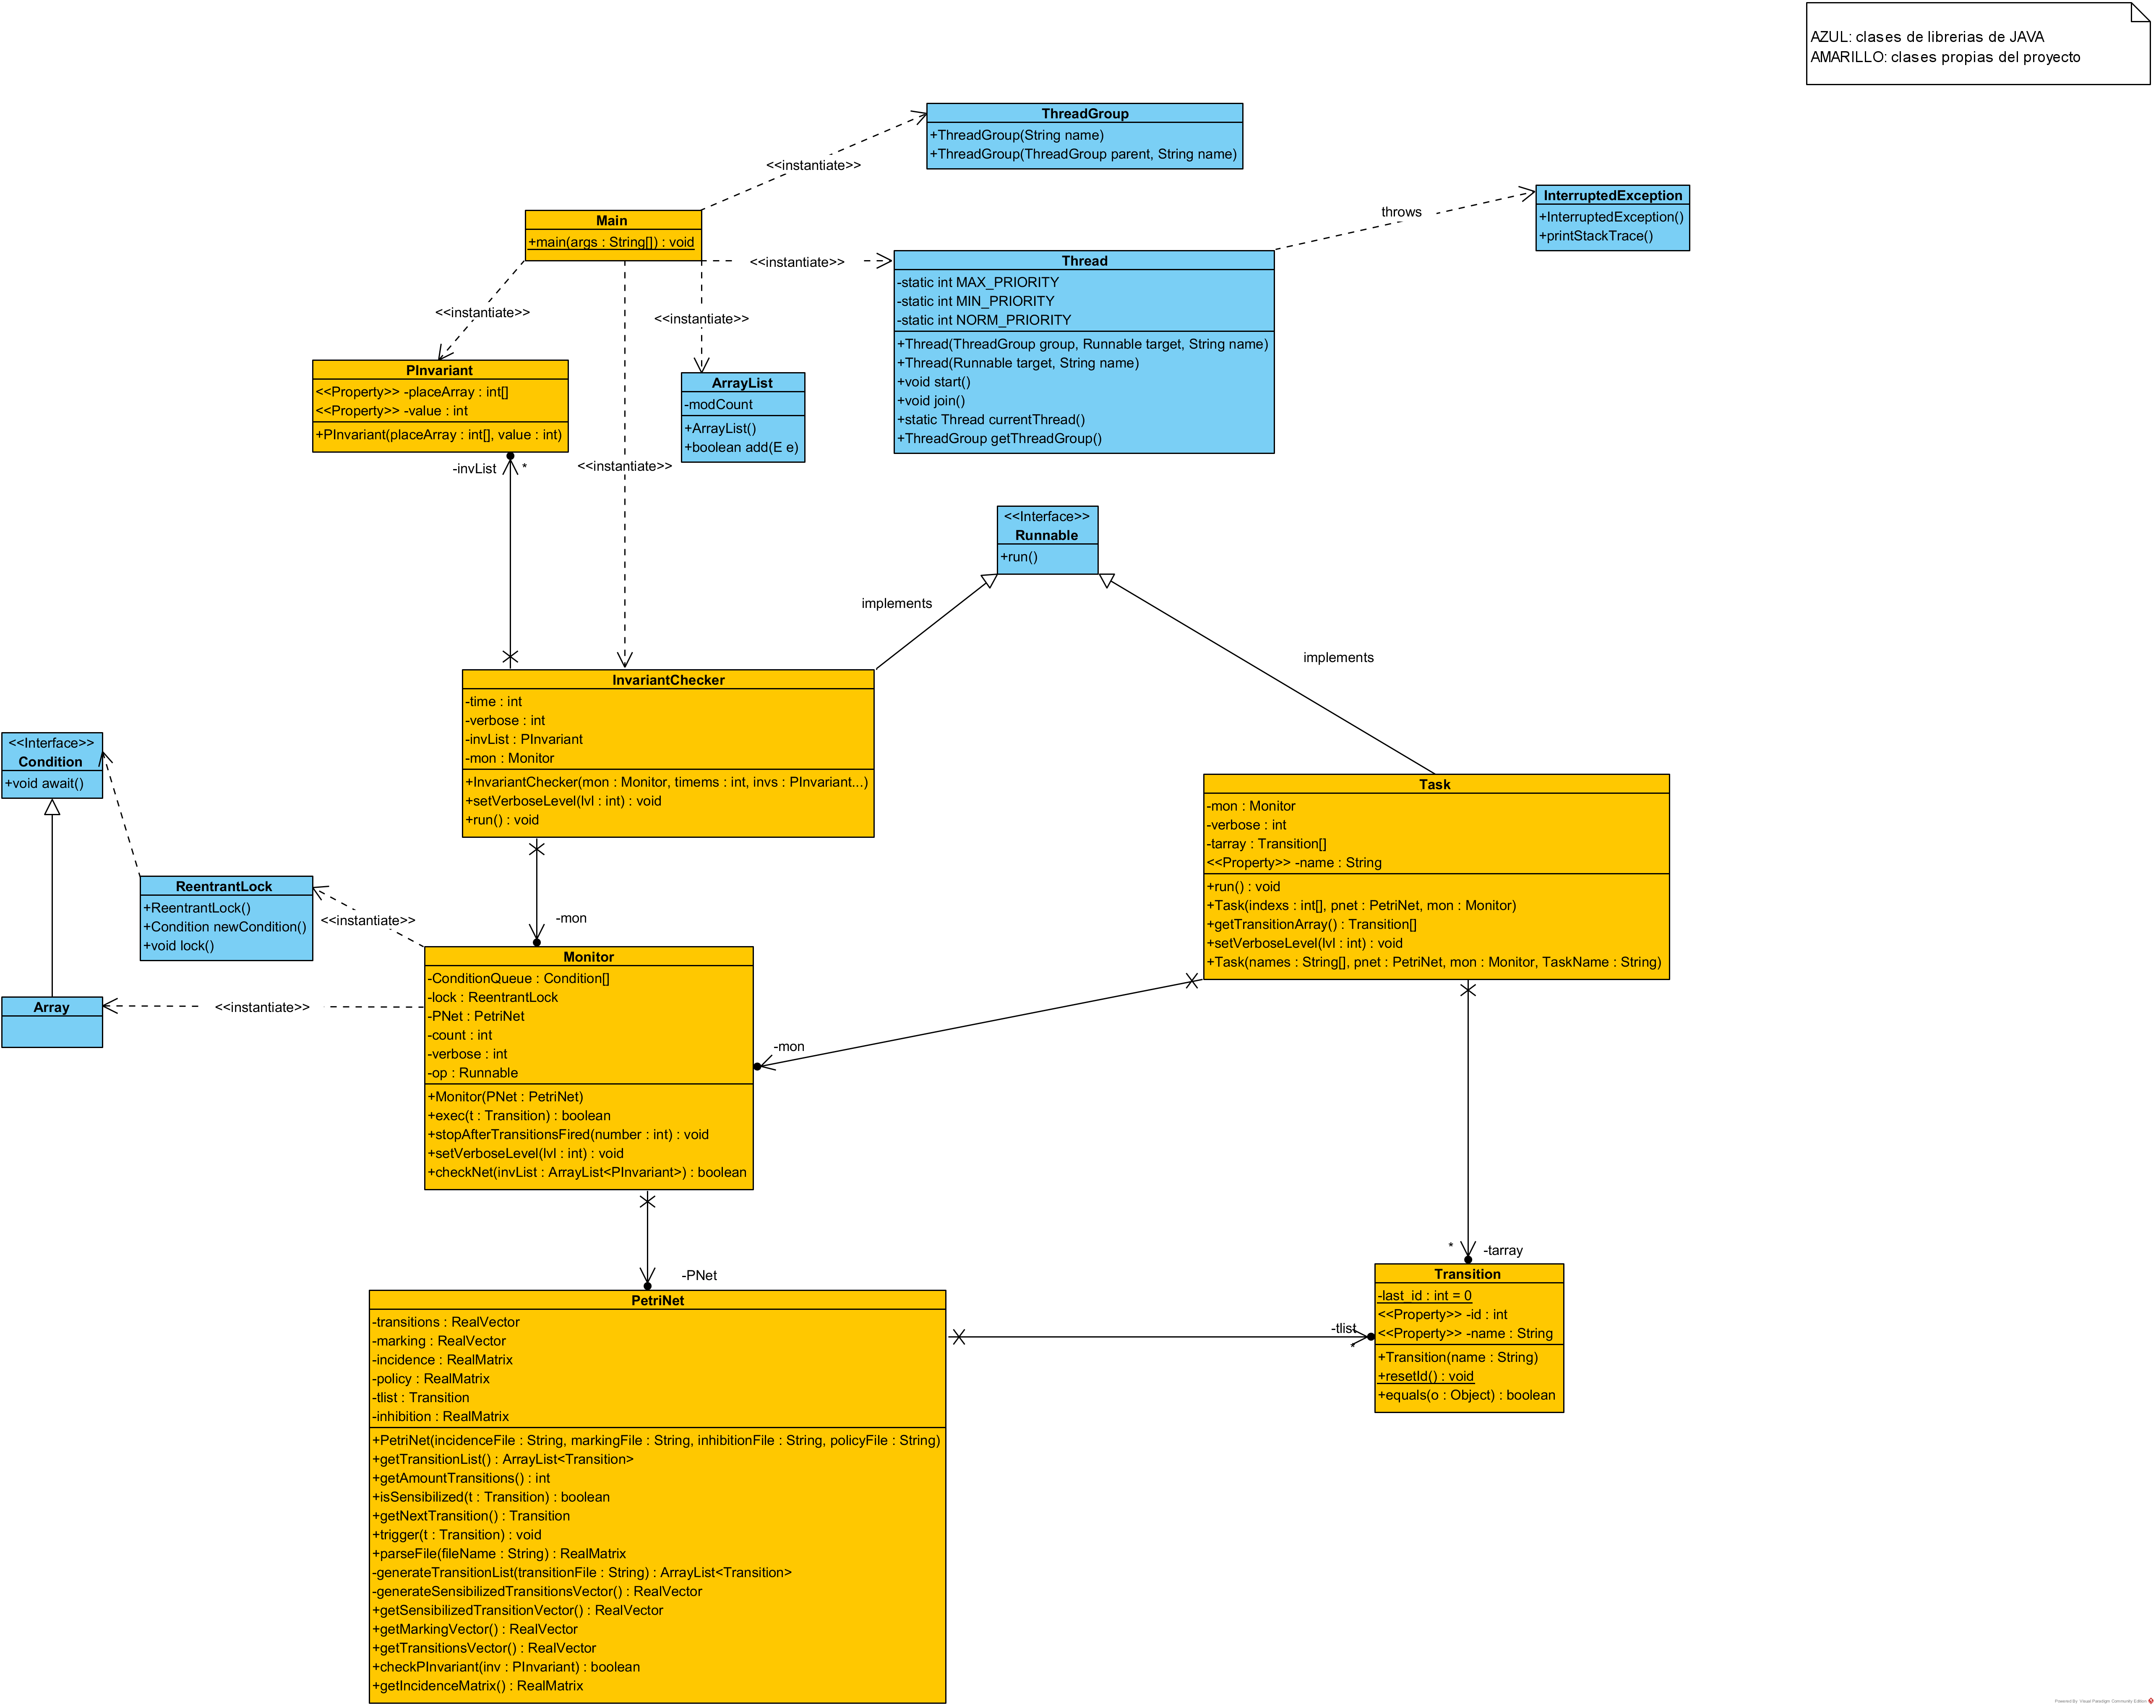 AZUL: clases de librerias de JAVA
AMARILLO: clases propias del proyecto
ThreadGroup
+ThreadGroup(String name)
+ThreadGroup(ThreadGroup parent, String name)
<<instantiate>>
InterruptedException
+InterruptedException()
+printStackTrace()
throws
Main
+main(args : String[]) : void
<<instantiate>>
Thread
-static int MAX_PRIORITY
-static int MIN_PRIORITY
-static int NORM_PRIORITY
+Thread(ThreadGroup group, Runnable target, String name)
+Thread(Runnable target, String name)
+void start()
+void join()
+static Thread currentThread()
+ThreadGroup getThreadGroup()
<<instantiate>>
<<instantiate>>
PInvariant
<<Property>> -placeArray : int[]
<<Property>> -value : int
+PInvariant(placeArray : int[], value : int)
ArrayList
-modCount
+ArrayList()
+boolean add(E e)
-invList
*
<<instantiate>>
<<Interface>>
Runnable
+run()
implements
implements
InvariantChecker
-time : int
-verbose : int
-invList : PInvariant
-mon : Monitor
+InvariantChecker(mon : Monitor, timems : int, invs : PInvariant...)
+setVerboseLevel(lvl : int) : void
+run() : void
<<Interface>>
Condition
+void await()
Task
-mon : Monitor
-verbose : int
-tarray : Transition[]
<<Property>> -name : String
+run() : void
+Task(indexs : int[], pnet : PetriNet, mon : Monitor)
+getTransitionArray() : Transition[]
+setVerboseLevel(lvl : int) : void
+Task(names : String[], pnet : PetriNet, mon : Monitor, TaskName : String)
ReentrantLock
+ReentrantLock()
+Condition newCondition()
+void lock()
<<instantiate>>
-mon
Array
<<instantiate>>
Monitor
-ConditionQueue : Condition[]
-lock : ReentrantLock
-PNet : PetriNet
-count : int
-verbose : int
-op : Runnable
+Monitor(PNet : PetriNet)
+exec(t : Transition) : boolean
+stopAfterTransitionsFired(number : int) : void
+setVerboseLevel(lvl : int) : void
+checkNet(invList : ArrayList<PInvariant>) : boolean
-mon
*
-tarray
-PNet
Transition
-last_id : int = 0
<<Property>> -id : int
<<Property>> -name : String
+Transition(name : String)
+resetId() : void
+equals(o : Object) : boolean
-tlist
*
PetriNet
-transitions : RealVector
-marking : RealVector
-incidence : RealMatrix
-policy : RealMatrix
-tlist : Transition
-inhibition : RealMatrix
+PetriNet(incidenceFile : String, markingFile : String, inhibitionFile : String, policyFile : String)
+getTransitionList() : ArrayList<Transition>
+getAmountTransitions() : int
+isSensibilized(t : Transition) : boolean
+getNextTransition() : Transition
+trigger(t : Transition) : void
+parseFile(fileName : String) : RealMatrix
-generateTransitionList(transitionFile : String) : ArrayList<Transition>
-generateSensibilizedTransitionsVector() : RealVector
+getSensibilizedTransitionVector() : RealVector
+getMarkingVector() : RealVector
+getTransitionsVector() : RealVector
+checkPInvariant(inv : PInvariant) : boolean
+getIncidenceMatrix() : RealMatrix
Powered By Visual Paradigm Community Edition